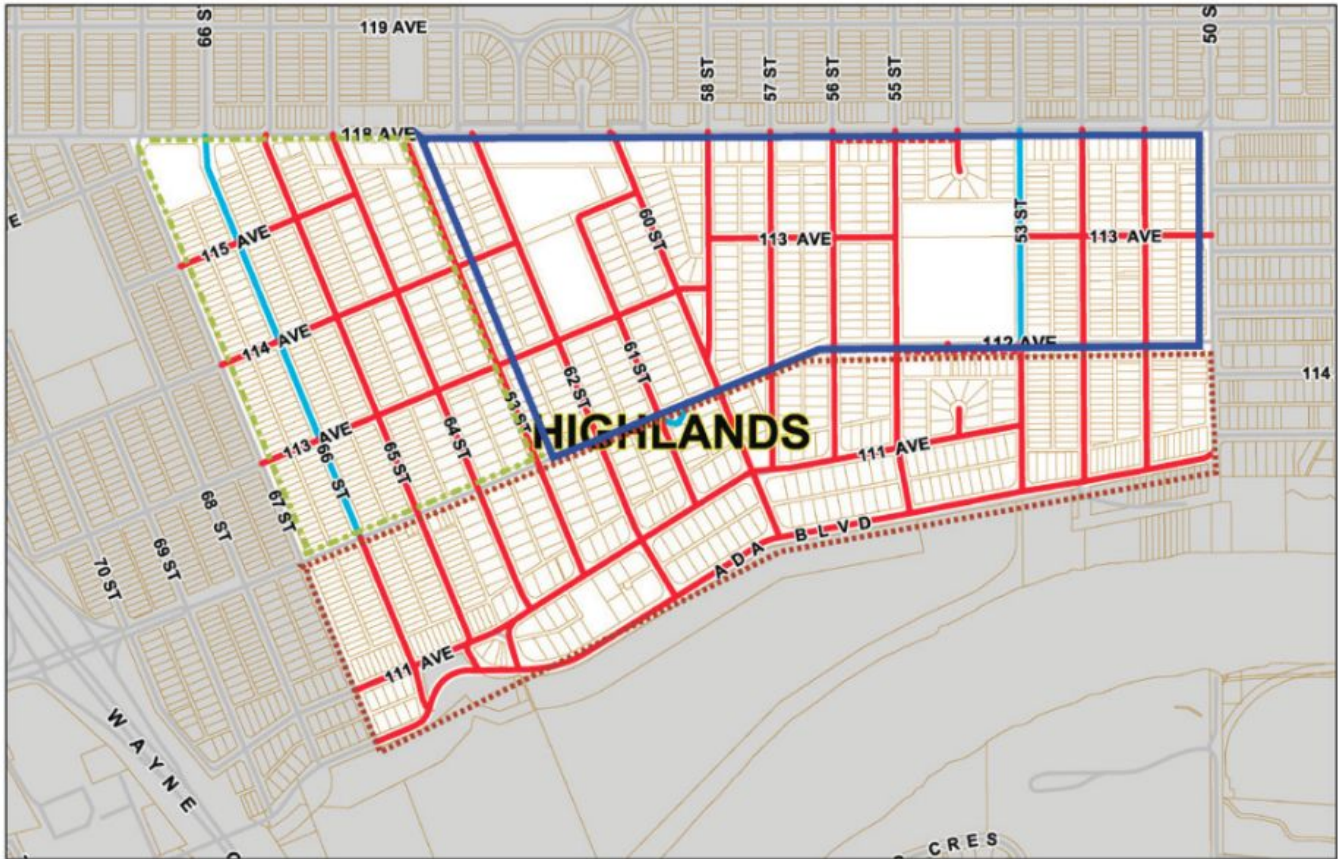 66 S
119 AVE
50 S
58 ST
57 ST
56 ST
55 ST
118 AVE
E
115 AVE
60 ST
113 AVE
53 ST
113 AVE
114 AVE
112 AVE
61 ST
62 ST
63 ST
114
64 ST
65 ST
66 ST
113 AVE
HIGHLANDS
111 AVE
67 ST
68 ST
69 ST
70 ST
ADA BLVD
111 AVE
WAYNE
CRES